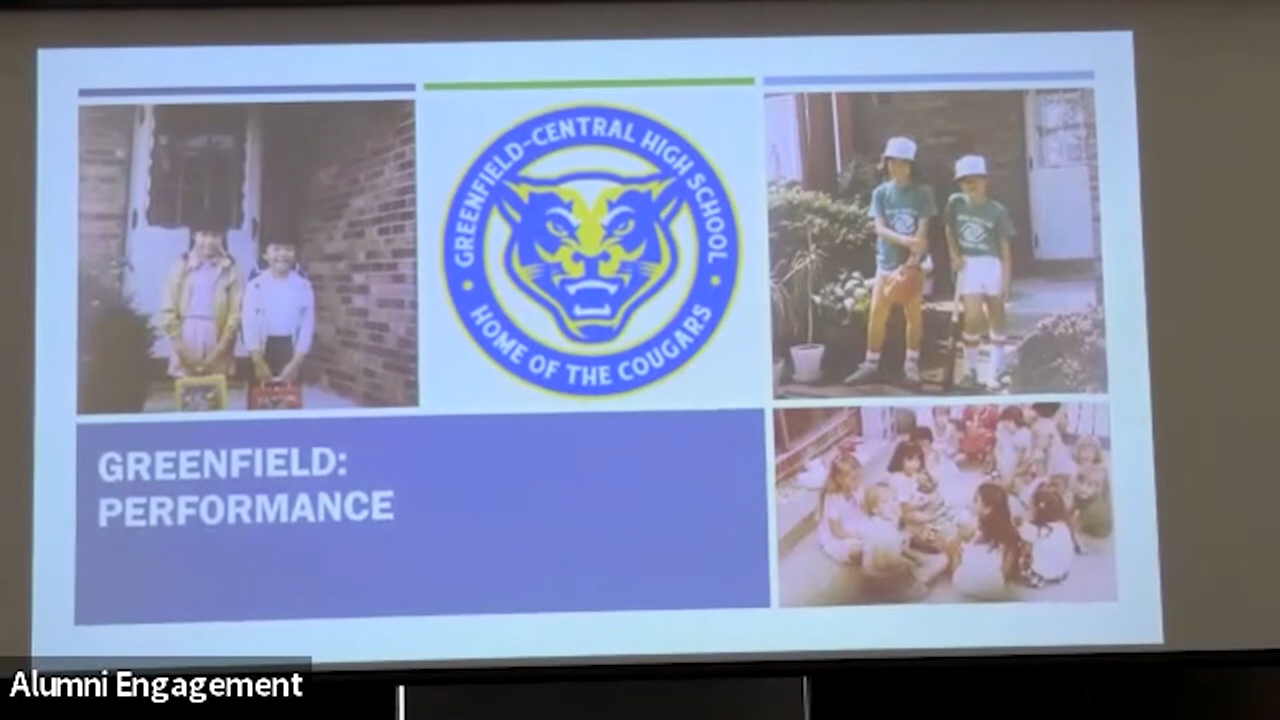 GREENFIELD-CENTRAL HIGH SCHOOL
HOME OF THE COUGARS
GREENFIELD:
PERFORMANCE
Alumni Engagement